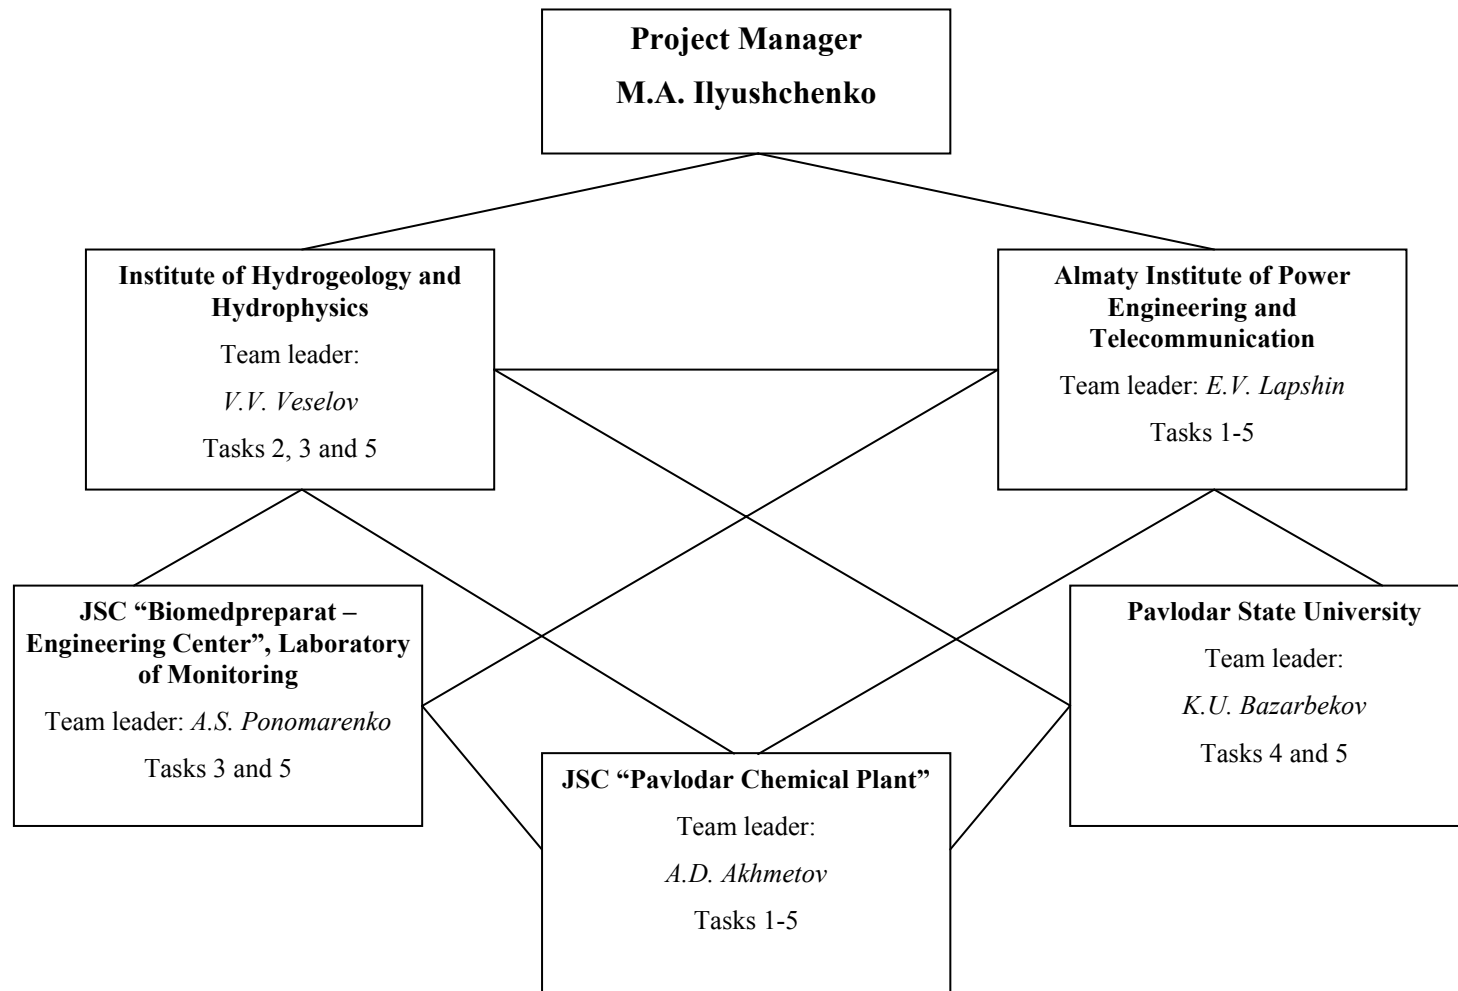 Project Manager
M.A. Ilyushchenko
Institute of Hydrogeology and
Hydrophysics
Team leader:
V.V. Veselov
Tasks 2, 3 and 5
Almaty Institute of Power
Engineering and
Telecommunication
Team leader: E.V. Lapshin
Tasks 1-5
JSC “Biomedpreparat –
Engineering Center”, Laboratory
of Monitoring
Team leader: A.S. Ponomarenko
Tasks 3 and 5
JSC “Pavlodar Chemical Plant”
Team leader:
A.D. Akhmetov
Tasks 1-5
Pavlodar State University
Team leader:
K.U. Bazarbekov
Tasks 4 and 5